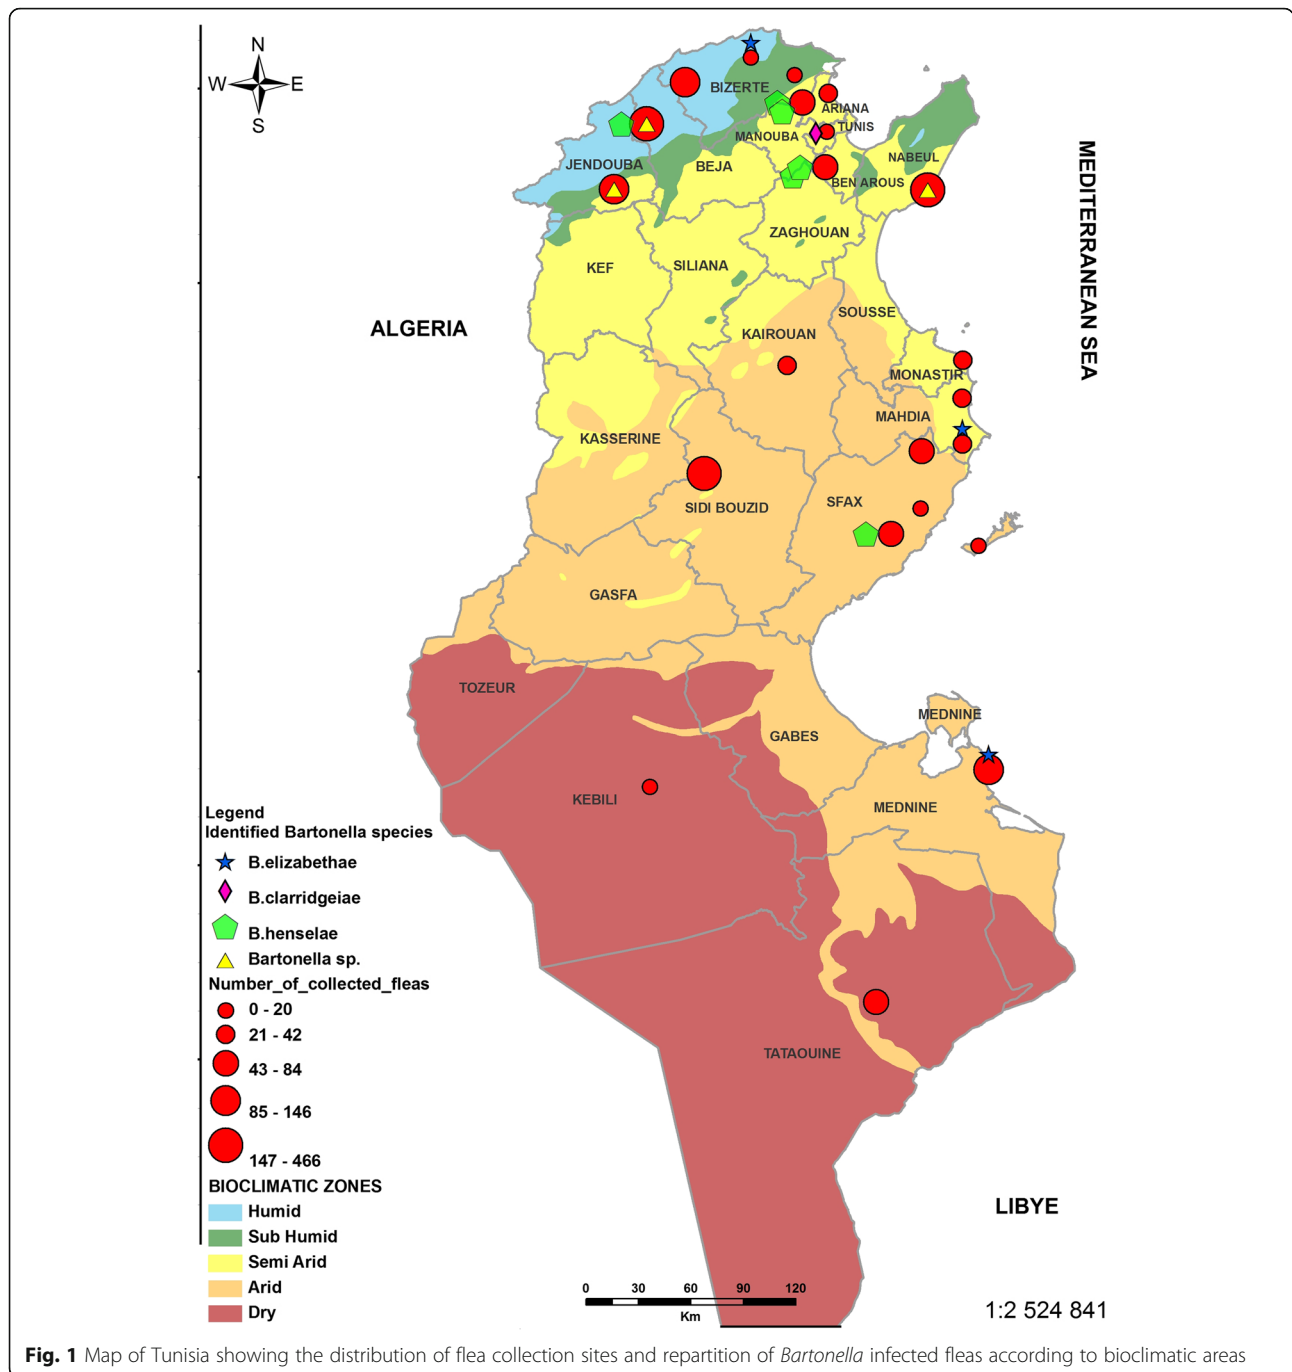 N
W E
S
BIZERTE
ARIANA
TUNIS
MANOUBA
JENDOUBA
BEJA
NABEUL
BEN AROUS
MEDITERRANEAN SEA
ZAGHOUAN
KEF
SILIANA
ALGERIA
SOUSSE
KAIROUAN
MONASTIR
MAHDIA
KASSERINE
SIDI BOUZID
SFAX
GASFA
TOZEUR
MEDNINE
GABES
KEBILI
MEDNINE
TATAOUINE
LIBYE
Legend
Identified Bartonella species
B.elizabethae
B.clarridgeiae
B.henselae
Bartonella sp.
Number_of_collected_fleas
0 - 20
21 - 42
43 - 84
85 - 146
147 - 466
BIOCLIMATIC ZONES
Humid
Sub Humid
Semi Arid
Arid
Dry
0 30 60 90 120
Km
1:2 524 841
Fig. 1 Map of Tunisia showing the distribution of flea collection sites and repartition of Bartonella infected fleas according to bioclimatic areas